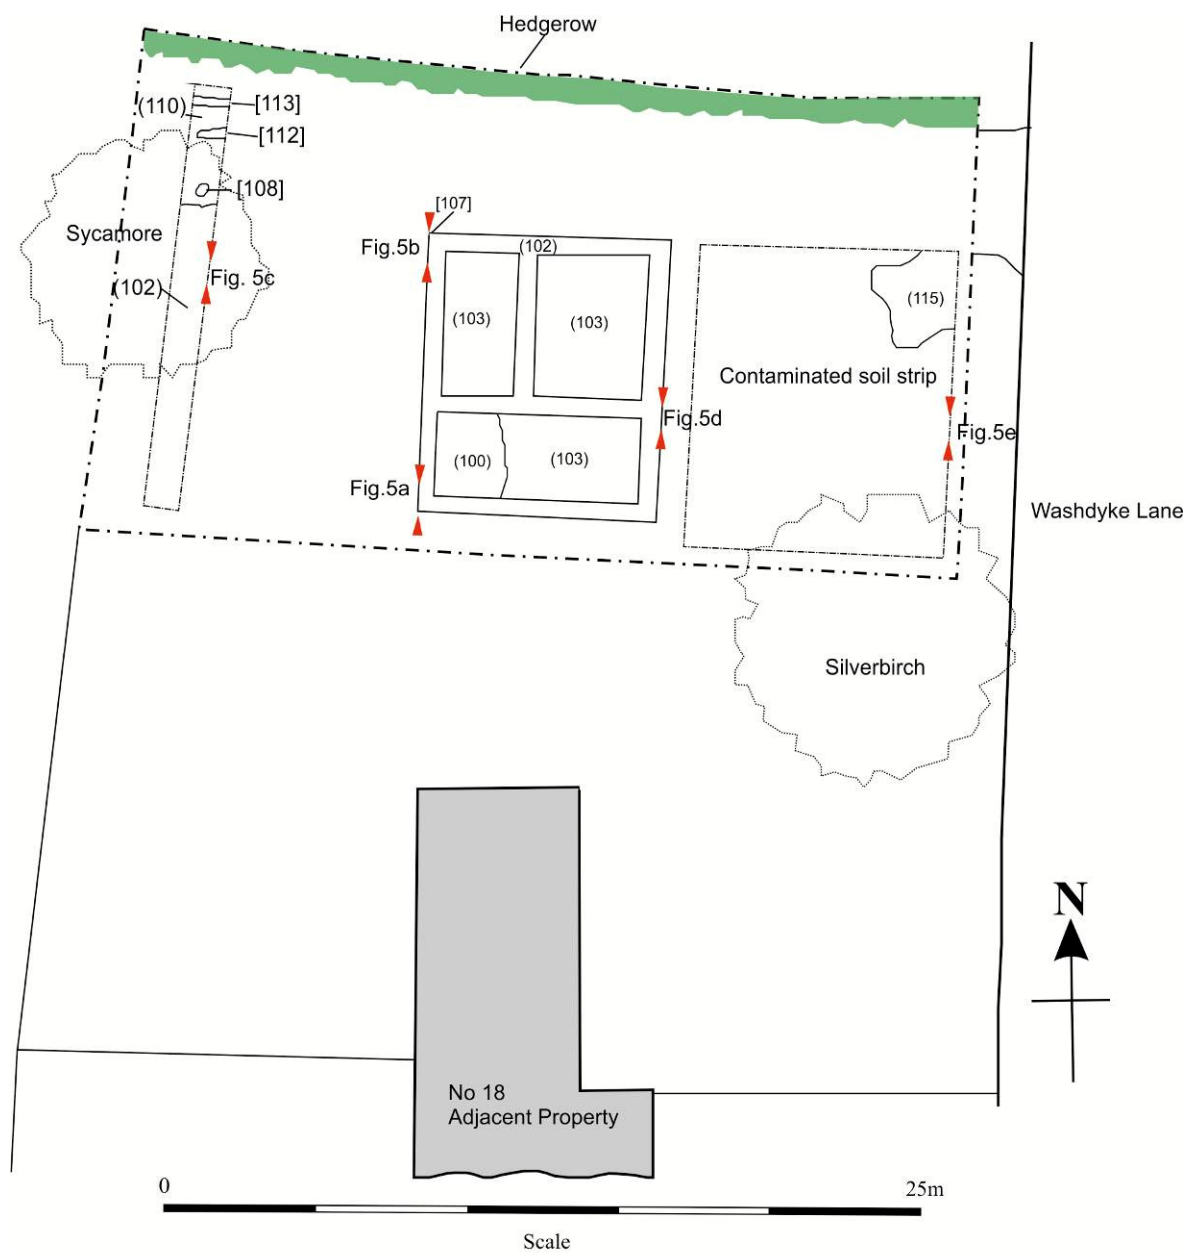 Hedgerow
(110)
[113]
[112]
[108]
Sycamore
[107]
Fig.5b
(102)
Fig. 5c
(102)
(115)
(103)
(103)
Contaminated soil strip
Fig.5d
Fig.5e
(100)
(103)
Fig.5a
Washdyke Lane
Silverbirch
N
No 18
Adjacent Property
0
25m
Scale